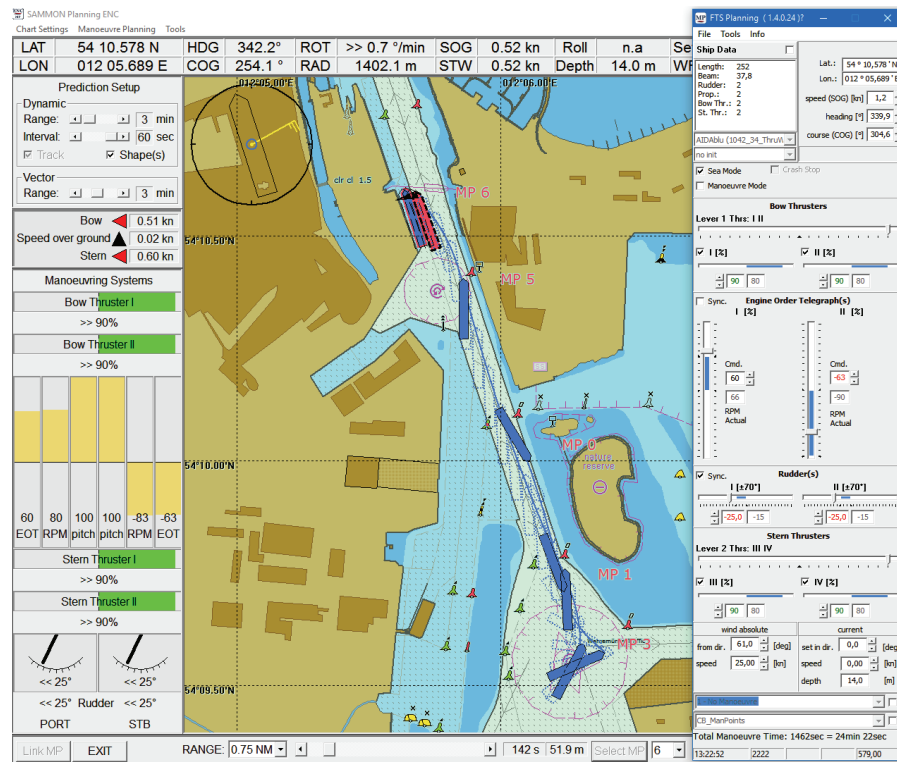 SAMMON Planning ENC
Chart Settings Manoeuvre Planning Tools
LAT 54 10.578 N HDG 342.2° ROT >> 0.7 °/min SOG 0.52 kn Roll n.a Se
LON 012 05.689 E COG 254.1 ° RAD 1402.1 m STW 0.52 kn Depth 14.0 m
Prediction Setup
Dynamic
Range: 3 min
Interval: 60 sec
Track Shape(s)
Vector
Range: 3 min
Bow 0.51 kn
Speed over ground 0.02 kn
Stern 0.60 kn
Manoeuvring Systems
Bow Thruster I
>> 90%
Bow Thruster II
>> 90%
60 80 100 100 -83 -63
EOT RPM pitch pitch RPM EOT
Stern Thruster I
>> 90%
Stern Thruster II
>> 90%
<< 25° << 25°
<< 25° Rudder << 25°
PORT STB
Link MP EXIT RANGE: 0.75 NM 142 s 51.9 m Select MP 6
012°05.00'E 012°06.00'E
clr cl 1.5
MP 6
54°10.50'N
MP 5
MP 0
54°10.00'N
nature
reserve
MP 1
MP 3
54°09.50'N
FTS Planning ( 1.4.0.24 )?
File Tools Info
Ship Data
Length: 252
Beam: 37,8
Rudder: 2
Prop.: 2
Bow Thr.: 2
St. Thr.: 2
Lat.: 54 ° 10,578' N
Lon.: 012 ° 05,689' E
speed (SOG) [kn] 1,2
heading [°] 339,9
course (COG) [°] 304,6
AIDAblu (1042_34_ThruW
no init
Sea Mode Crash Stop
Manoeuvre Mode
Bow Thrusters
Lever 1 Thrs: I II
I [%] II [%]
90 80 90 80
Sync. Engine Order Telegraph(s)
I [%] II [%]
Cmd. Cmd.
60 -63
66 -90
RPM RPM
Actual Actual
Sync. Rudder(s)
I [±70°] II [±70°]
-25,0 -15 -25,0 -15
Stern Thrusters
Lever 2 Thrs: III IV
III [%] IV [%]
90 80 90 80
wind absolute current
from dir. 61,0 [deg] set in dir. 0,0 [deg
speed 25,00 [kn] speed 0,00 [kn]
depth 14,0 [m]
CB_ManPoints
Total Manoeuvre Time: 1462sec = 24min 22sec
13:22:52 2222 579,00